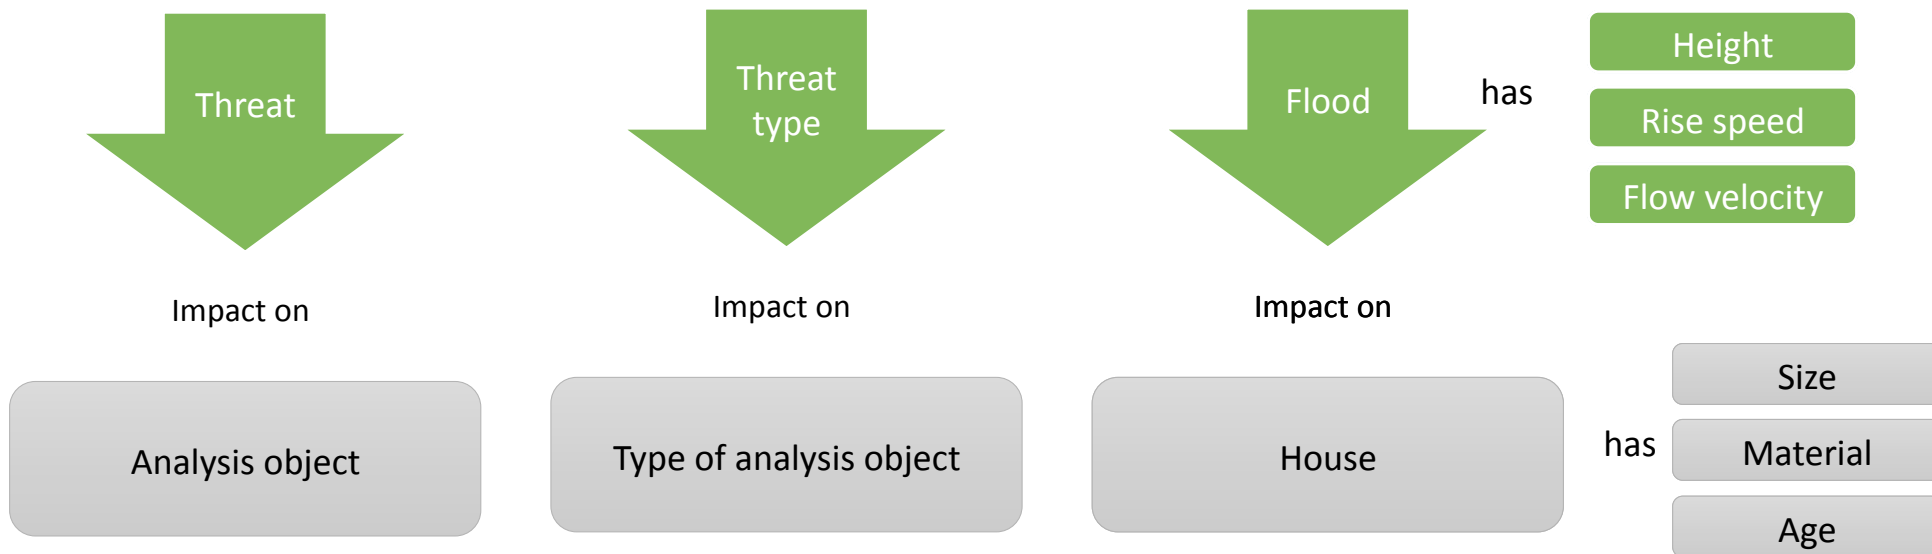 Threat
Impact on
Analysis object
Threat
type
Impact on
Type of analysis object
Flood
has
Height
Rise speed
Flow velocity
Impact on
House
has
Size
Material
Age